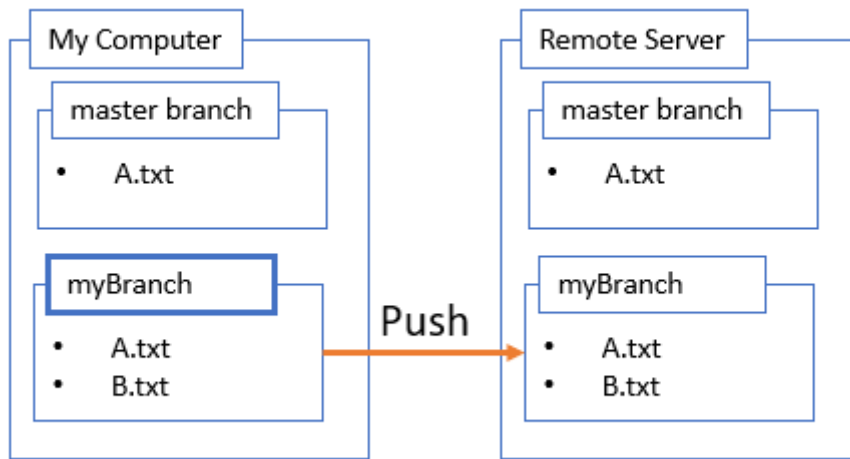 My Computer
master branch
• A.txt
myBranch
• A.txt
• B.txt
Push
Remote Server
master branch
• A.txt
myBranch
• A.txt
• B.txt